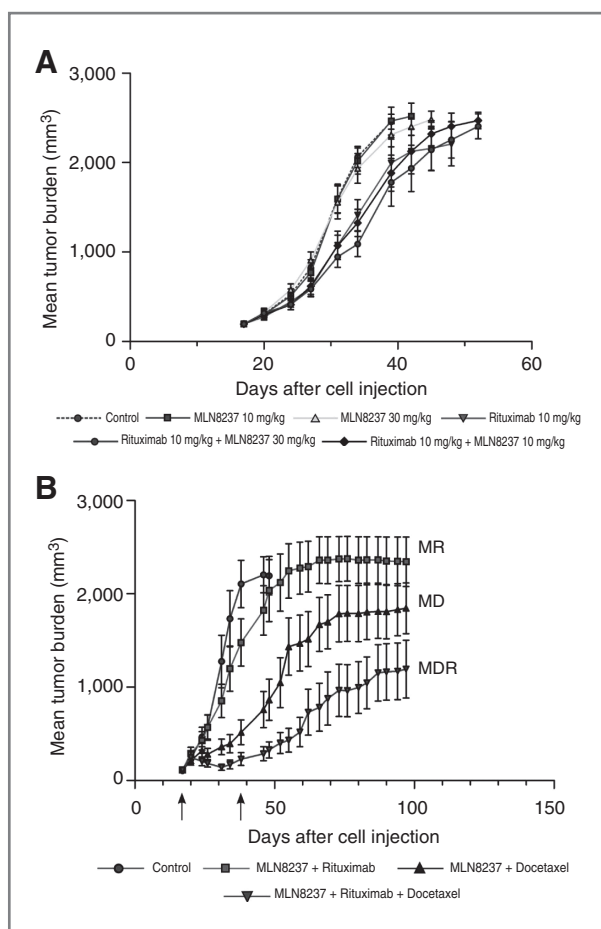 A
3,000
2,000
1,000
0
Mean tumor burden (mm³)
0 20 40 60
Days after cell injection
Control MLN8237 10 mg/kg MLN8237 30 mg/kg Rituximab 10 mg/kg
Rituximab 10 mg/kg + MLN8237 30 mg/kg Rituximab 10 mg/kg + MLN8237 10 mg/kg
B
3,000
2,000
1,000
0
Mean tumor burden (mm³)
MR
MD
MDR
0 50 100 150
Days after cell injection
Control MLN8237 + Rituximab MLN8237 + Docetaxel
MLN8237 + Rituximab + Docetaxel